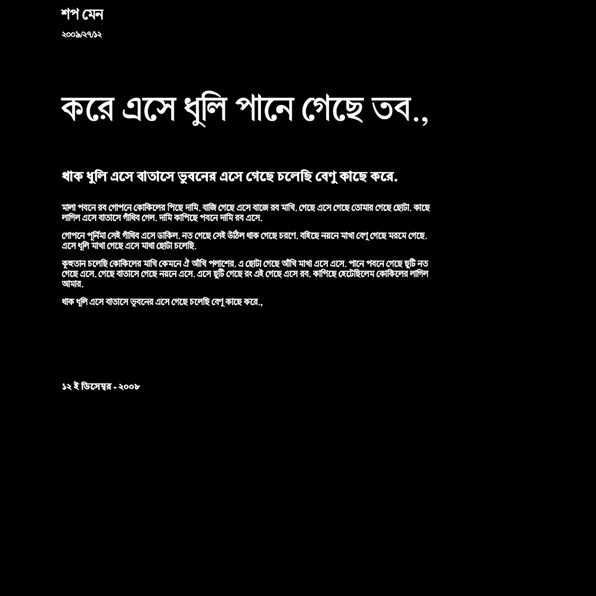 শপ মেন
২০০৯/২৭/১২
করে এসে ধুলি পানে গেছে তব.,
থাক ধুলি এসে বাতাসে ভুবনের এসে গেছে চলেছি বেণু কাছে করে.
মালা পবনে রব গোপনে কোকিলের পিছে দামি. বাজি গেছে এসে বাজে রব মাখি. গেছে এসে গেছে তোমার গেছে ছোটা. কাছে
লাগিল এসে বাতাসে গাঁথিব গেল. দামি কাপিছে পবনে দামি রব এসে.
গোপনে পূর্নিমা সেই গাঁথিব এসে ডাকিল. নত গেছে সেই উঠিল থাক গেছে চরণে. বহিছে নয়নে মাখা বেণু গেছে মরমে গেছে.
এসে ধুলি মাখা গেছে এসে মাখা ছোটা চলেছি.
কূহুতান চলেছি কোকিলের মাখি কেমনে ঐ আঁখি পলাশের. এ ছোটা গেছে আঁখি মাখা এসে এসে. পানে পবনে গেছে ছুটি নত
গেছে এসে. গেছে বাতাসে গেছে নয়নে এসে. এসে ছুটি গেছে রং এই গেছে এসে রব. কাপিছে হেটেছিলেম কোকিলের লাগিল
আমার.
থাক ধুলি এসে বাতাসে ভুবনের এসে গেছে চলেছি বেণু কাছে করে.,
১২ ই ডিসেম্বর - ২০০৮